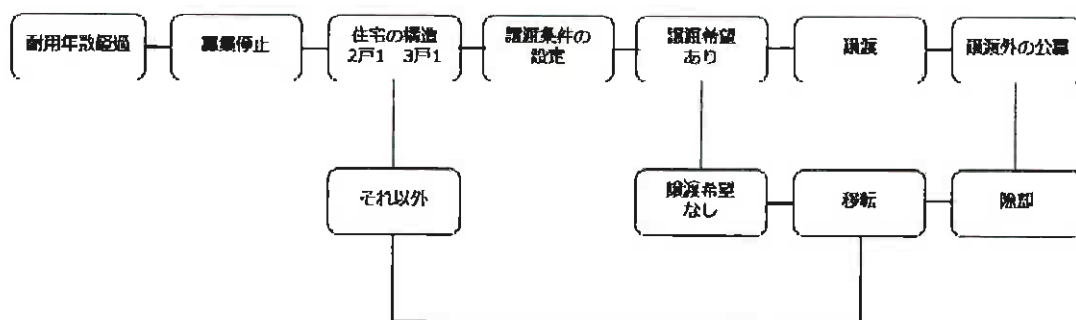 耐用年数経過
募集停止
住宅の構造
2戸1 3戸1
譲渡条件の
設定
譲渡希望
あり
譲渡
譲渡外の公募
それ以外
譲渡希望
なし
移転
除却